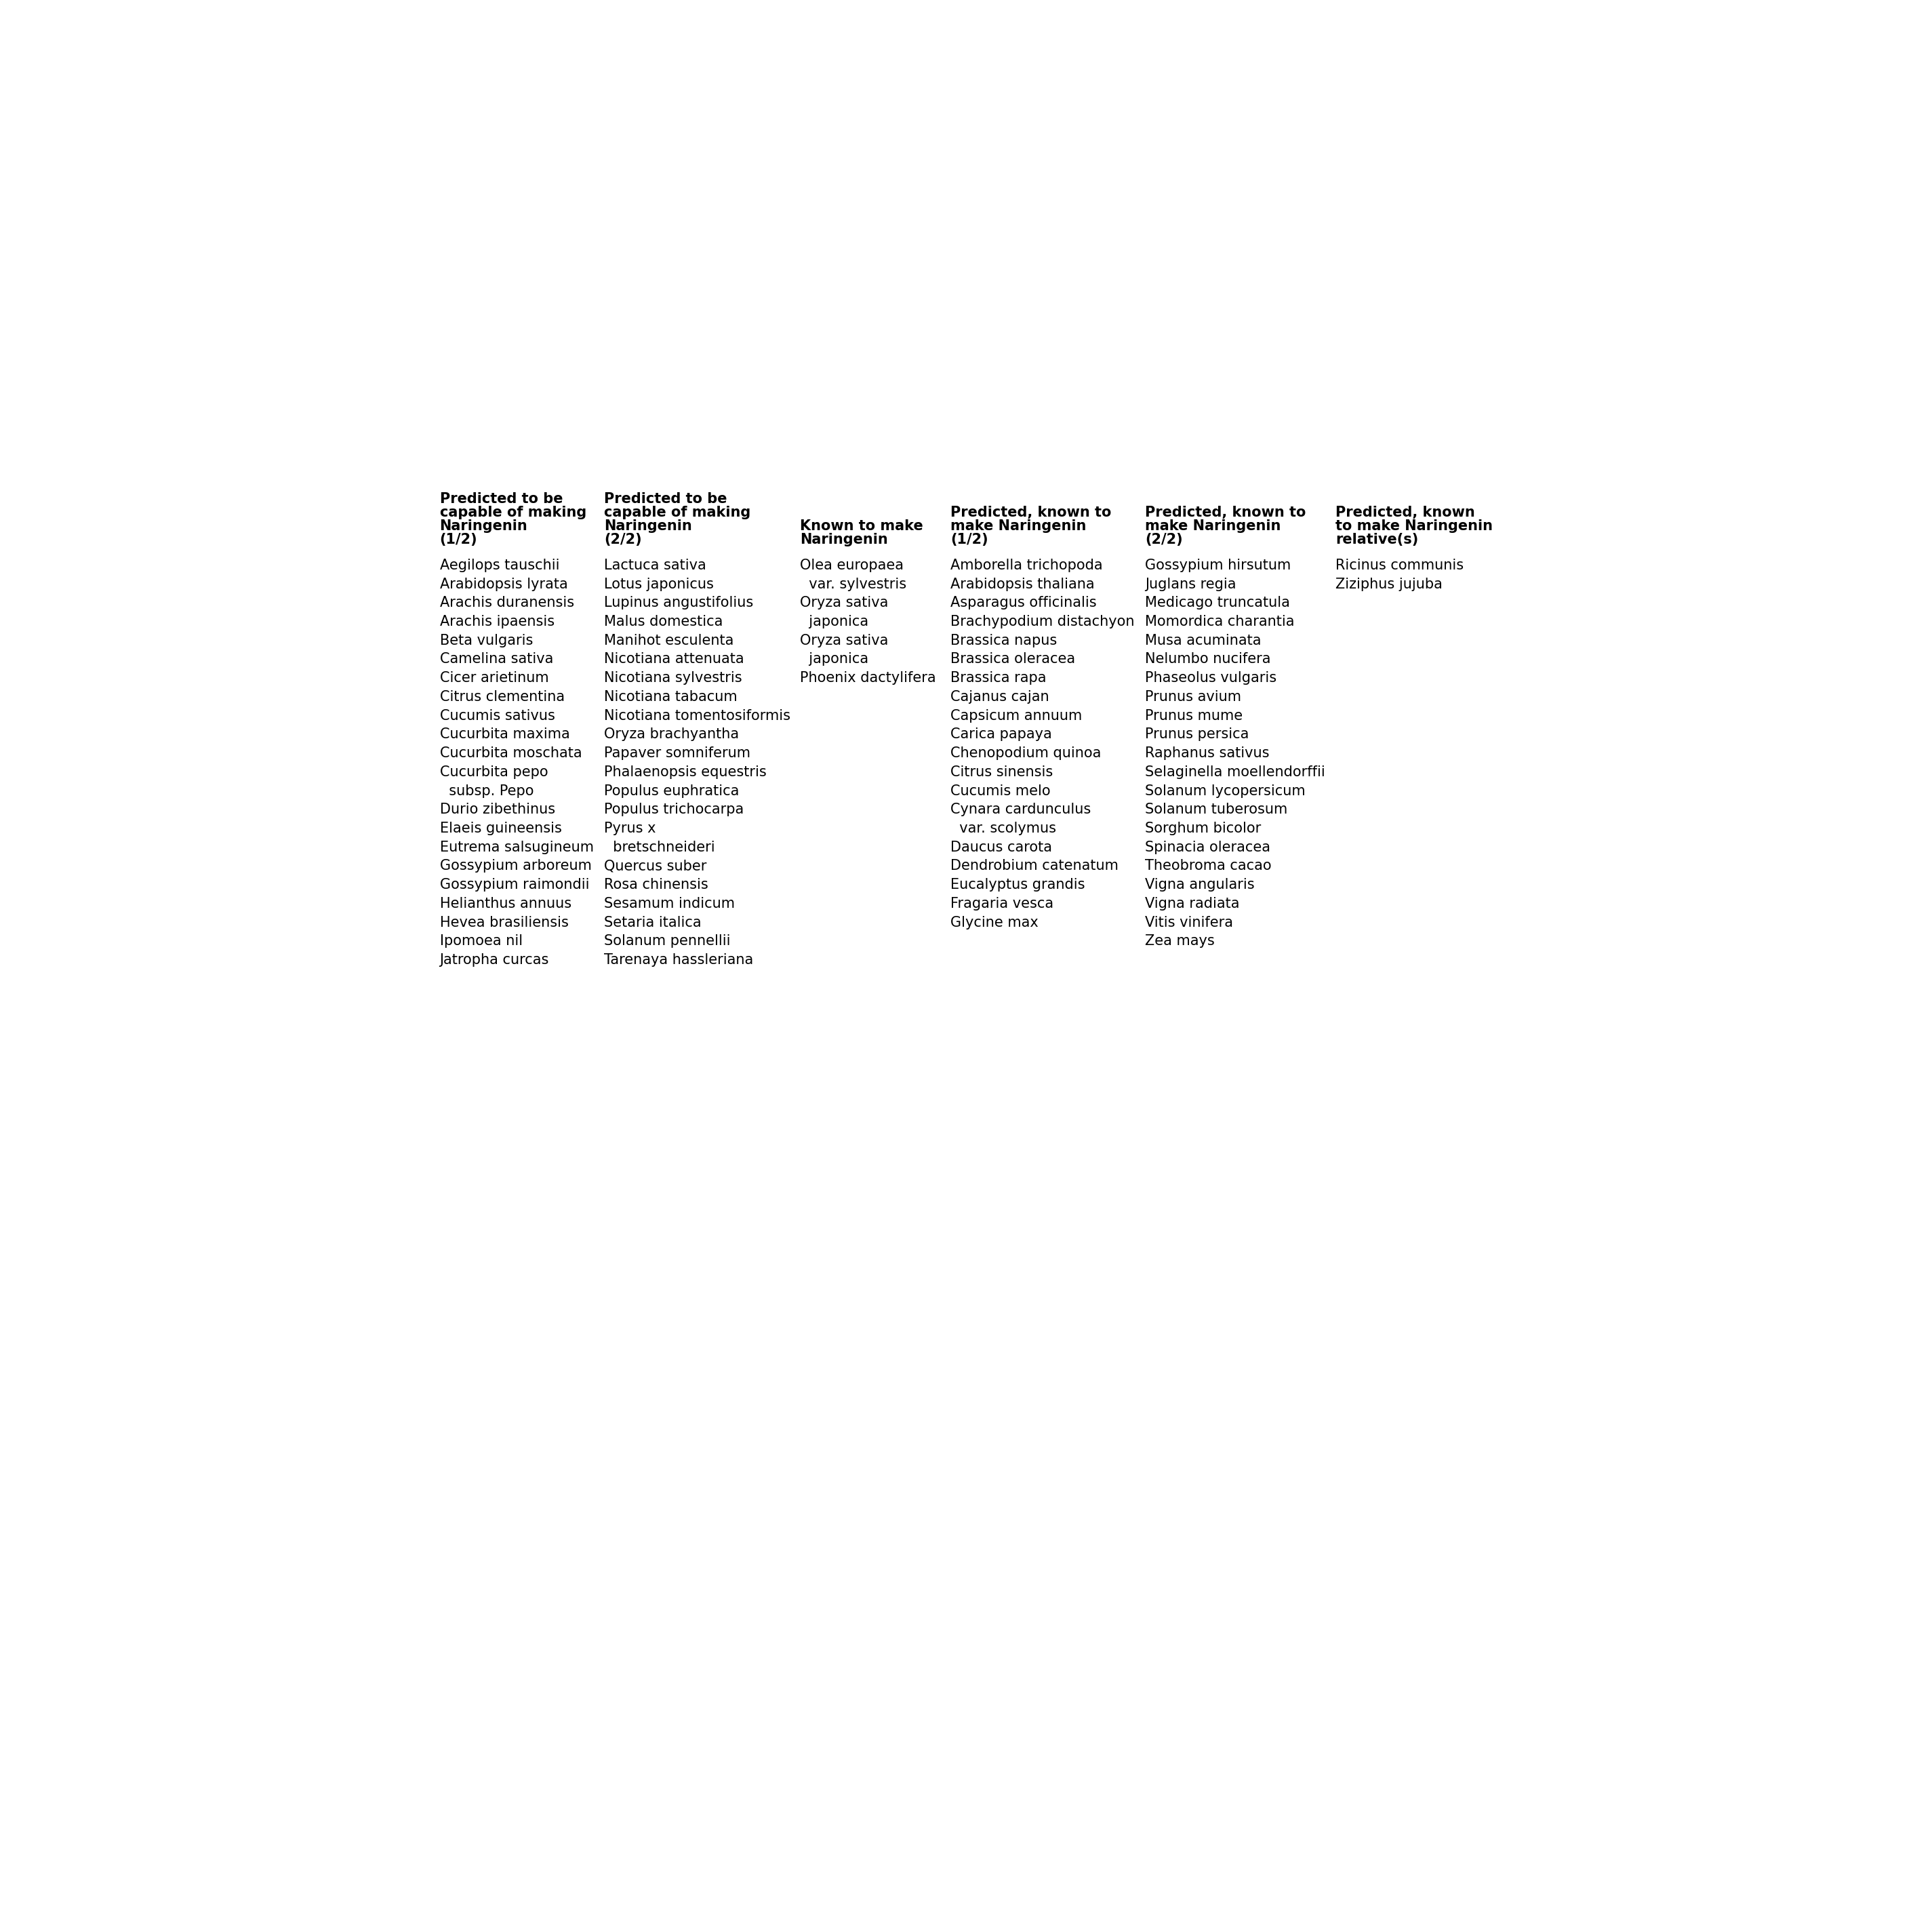 Predicted to be
capable of making
Naringenin
(1/2)
Aegilops tauschii
Arabidopsis lyrata
Arachis duranensis
Arachis ipaensis
Beta vulgaris
Camelina sativa
Cicer arietinum
Citrus clementina
Cucumis sativus
Cucurbita maxima
Cucurbita moschata
Cucurbita pepo
subsp. Pepo
Durio zibethinus
Elaeis guineensis
Eutrema salsugineum
Gossypium arboreum
Gossypium raimondii
Helianthus annuus
Hevea brasiliensis
Ipomoea nil
Jatropha curcas
Predicted to be
capable of making
Naringenin
(2/2)
Lactuca sativa
Lotus japonicus
Lupinus angustifolius
Malus domestica
Manihot esculenta
Nicotiana attenuata
Nicotiana sylvestris
Nicotiana tabacum
Nicotiana tomentosiformis
Oryza brachyantha
Papaver somniferum
Phalaenopsis equestris
Populus euphratica
Populus trichocarpa
Pyrus x
bretschneideri
Quercus suber
Rosa chinensis
Sesamum indicum
Setaria italica
Solanum pennellii
Tarenaya hassleriana
Known to make
Naringenin
Olea europaea
var. sylvestris
Oryza sativa
japonica
Oryza sativa
japonica
Phoenix dactylifera
Predicted, known to
make Naringenin
(1/2)
Amborella trichopoda
Arabidopsis thaliana
Asparagus officinalis
Brachypodium distachyon
Brassica napus
Brassica oleracea
Brassica rapa
Cajanus cajan
Capsicum annuum
Carica papaya
Chenopodium quinoa
Citrus sinensis
Cucumis melo
Cynara cardunculus
var. scolymus
Daucus carota
Dendrobium catenatum
Eucalyptus grandis
Fragaria vesca
Glycine max
Predicted, known to
make Naringenin
(2/2)
Gossypium hirsutum
Juglans regia
Medicago truncatula
Momordica charantia
Musa acuminata
Nelumbo nucifera
Phaseolus vulgaris
Prunus avium
Prunus mume
Prunus persica
Raphanus sativus
Selaginella moellendorffii
Solanum lycopersicum
Solanum tuberosum
Sorghum bicolor
Spinacia oleracea
Theobroma cacao
Vigna angularis
Vigna radiata
Vitis vinifera
Zea mays
Predicted, known
to make Naringenin
relative(s)
Ricinus communis
Ziziphus jujuba